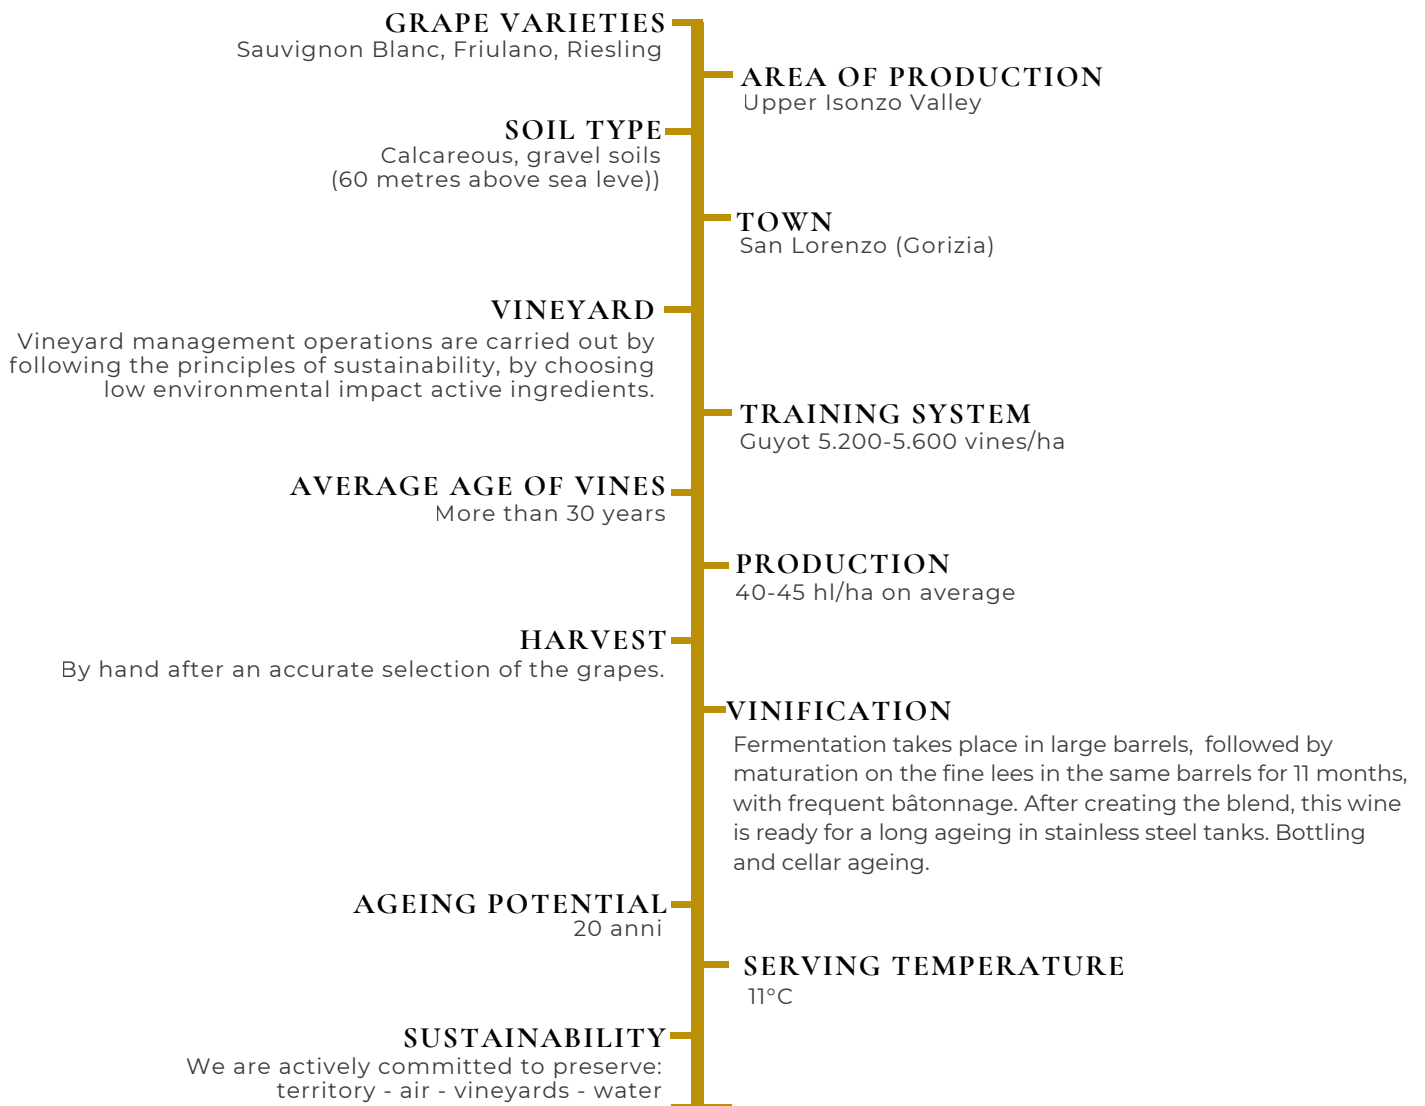 GRAPE VARIETIES
Sauvignon Blanc, Friulano, Riesling
AREA OF PRODUCTION
Upper Isonzo Valley
SOIL TYPE
Calcareous, gravel soils
(60 metres above sea leve))
TOWN
San Lorenzo (Gorizia)
VINEYARD
Vineyard management operations are carried out by
following the principles of sustainability, by choosing
low environmental impact active ingredients.
TRAINING SYSTEM
Guyot 5.200-5.600 vines/ha
AVERAGE AGE OF VINES
More than 30 years
PRODUCTION
40-45 hl/ha on average
HARVEST
By hand after an accurate selection of the grapes.
VINIFICATION
Fermentation takes place in large barrels,  followed by
maturation on the fine lees in the same barrels for 11 months,
with frequent bâtonnage. After creating the blend, this wine
is ready for a long ageing in stainless steel tanks. Bottling
and cellar ageing.
AGEING POTENTIAL
20 anni
SERVING TEMPERATURE
11°C
SUSTAINABILITY
We are actively committed to preserve:
territory - air - vineyards - water